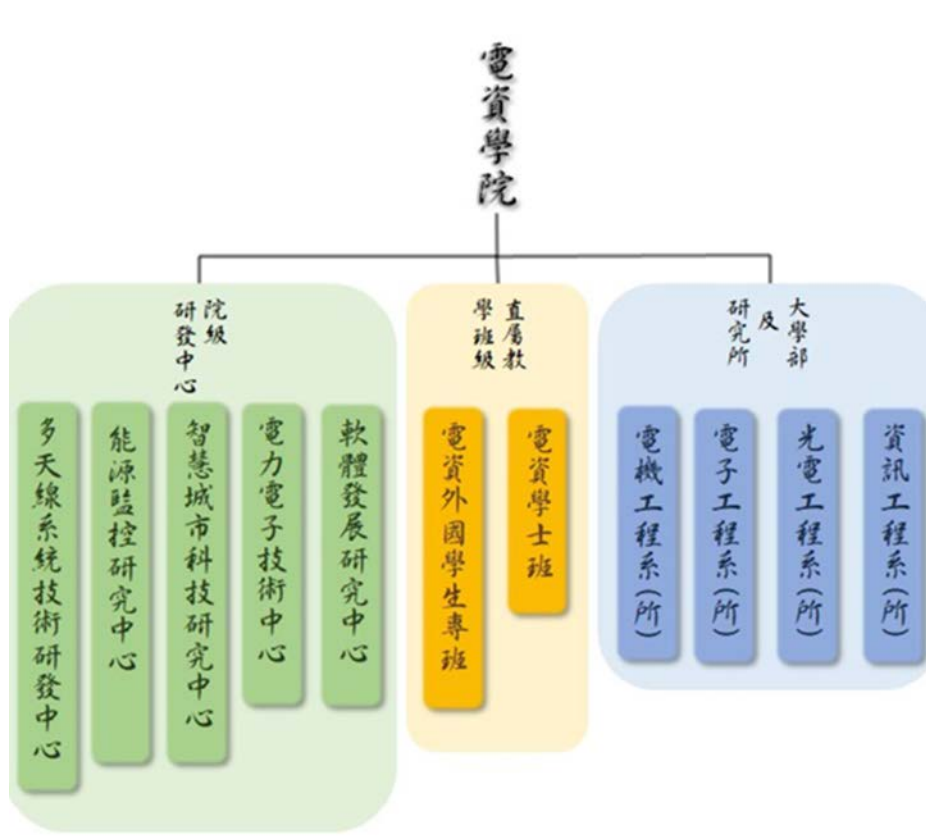 電資學院
大學部
及
研究所
資訊工程系(所)
光電工程系(所)
電子工程系(所)
電機工程系(所)
直屬教
學班級
電資學士班
電資外國學生專班
院級
研發中心
軟體發展研究中心
電力電子技術中心
智慧城市科技研究中心
能源監控研究中心
多天線系統技術研發中心